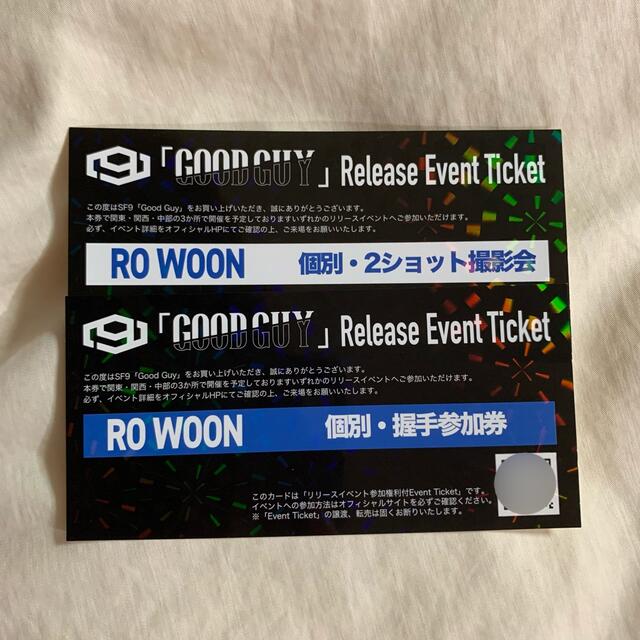 「GOOD GUY」Release Event Ticket
この度はSF9「Good Guy」をお買い上げいただき、誠にありがとうございます。
本券で関東・関西・中部の3か所で開催を予定しておりますいずれかのリリースイベントへご参加いただけます。
必ず、イベント詳細をオフィシャルHPにてご確認の上、ご来場をお願いいたします。
RO WOON 個別・2ショット撮影会
「GOOD GUY」Release Event Ticket
この度はSF9「Good Guy」をお買い上げいただき、誠にありがとうございます。
本券で関東・関西・中部の3か所で開催を予定しておりますいずれかのリリースイベントへご参加いただけます。
必ず、イベント詳細をオフィシャルHPにてご確認の上、ご来場をお願いいたします。
RO WOON 個別・握手参加券
このカードは「リリースイベント参加権利付Event Ticket」です。
イベントへの参加方法はオフィシャルサイトを必ずご確認ください。
※「Event Ticket」の譲渡、転売は固くお断りいたします。